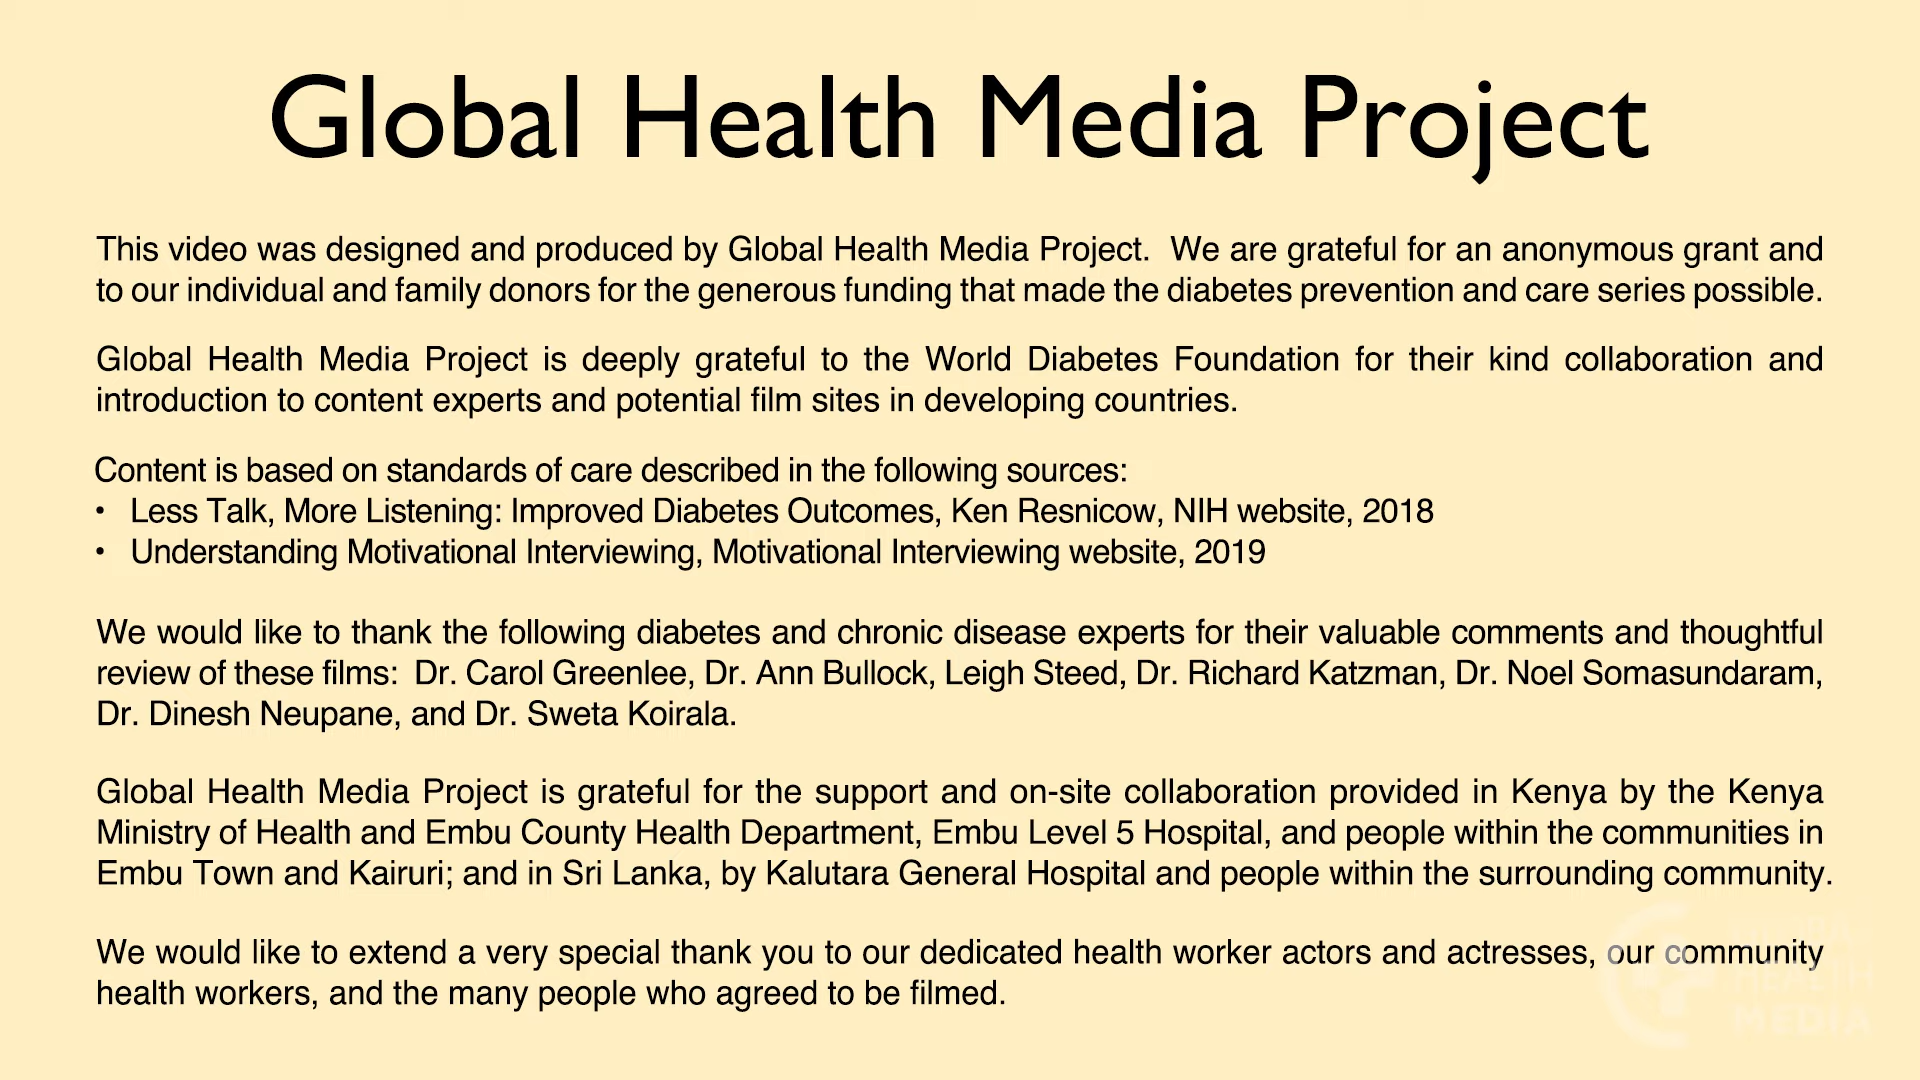 Global Health Media Project
This video was designed and produced by Global Health Media Project.  We are grateful for an anonymous grant and
to our individual and family donors for the generous funding that made the diabetes prevention and care series possible.
Global Health Media Project is deeply grateful to the World Diabetes Foundation for their kind collaboration and
introduction to content experts and potential film sites in developing countries.
Content is based on standards of care described in the following sources:
• Less Talk, More Listening: Improved Diabetes Outcomes, Ken Resnicow, NIH website, 2018
• Understanding Motivational Interviewing, Motivational Interviewing website, 2019
We would like to thank the following diabetes and chronic disease experts for their valuable comments and thoughtful
review of these films:  Dr. Carol Greenlee, Dr. Ann Bullock, Leigh Steed, Dr. Richard Katzman, Dr. Noel Somasundaram,
Dr. Dinesh Neupane, and Dr. Sweta Koirala.
Global Health Media Project is grateful for the support and on-site collaboration provided in Kenya by the Kenya
Ministry of Health and Embu County Health Department, Embu Level 5 Hospital, and people within the communities in
Embu Town and Kairuri; and in Sri Lanka, by Kalutara General Hospital and people within the surrounding community.
We would like to extend a very special thank you to our dedicated health worker actors and actresses, our community
health workers, and the many people who agreed to be filmed.
HEALTH
MEDIA